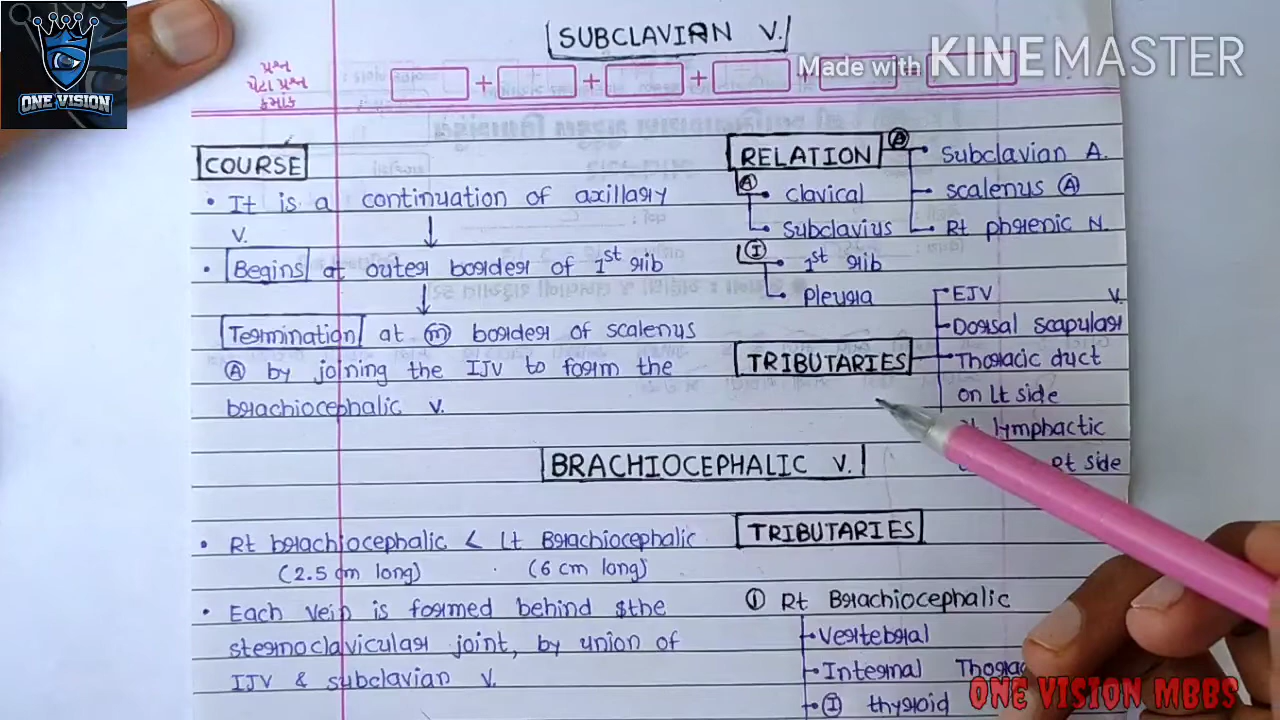 SUBCLAVIAN V.
Made with KINEMASTER
પ્રશ્ન
પેટા પ્રશ્ન
ક્રમાંક
+ + + +
ONE VISION
COURSE
• It is a continuation of axillary
V.
• Begins at outer border of 1st rib
Termination at (m) border of scalenus
(A) by joining the IJV to form the
brachiocephalic v.
RELATION
(A)
• clavical
• Subclavius
(P)
• Subclavian A.
• scalenus (A)
• Rt phrenic N.
(I)
• 1st rib
• Pleura
TRIBUTARIES
• EJV
• Dorsal scapular V.
• Thoracic duct
on Lt side
lymphactic
Rt side
BRACHIOCEPHALIC V.
• Rt brachiocephalic < Lt Brachiocephalic
(2.5 cm long) (6 cm long)
• Each vein is formed behind the
sternoclavicular joint, by union of
IJV & subclavian V.
TRIBUTARIES
① Rt Brachiocephalic
• Vertebral
• Internal
• (I) thyroid
ONE VISION MBBS